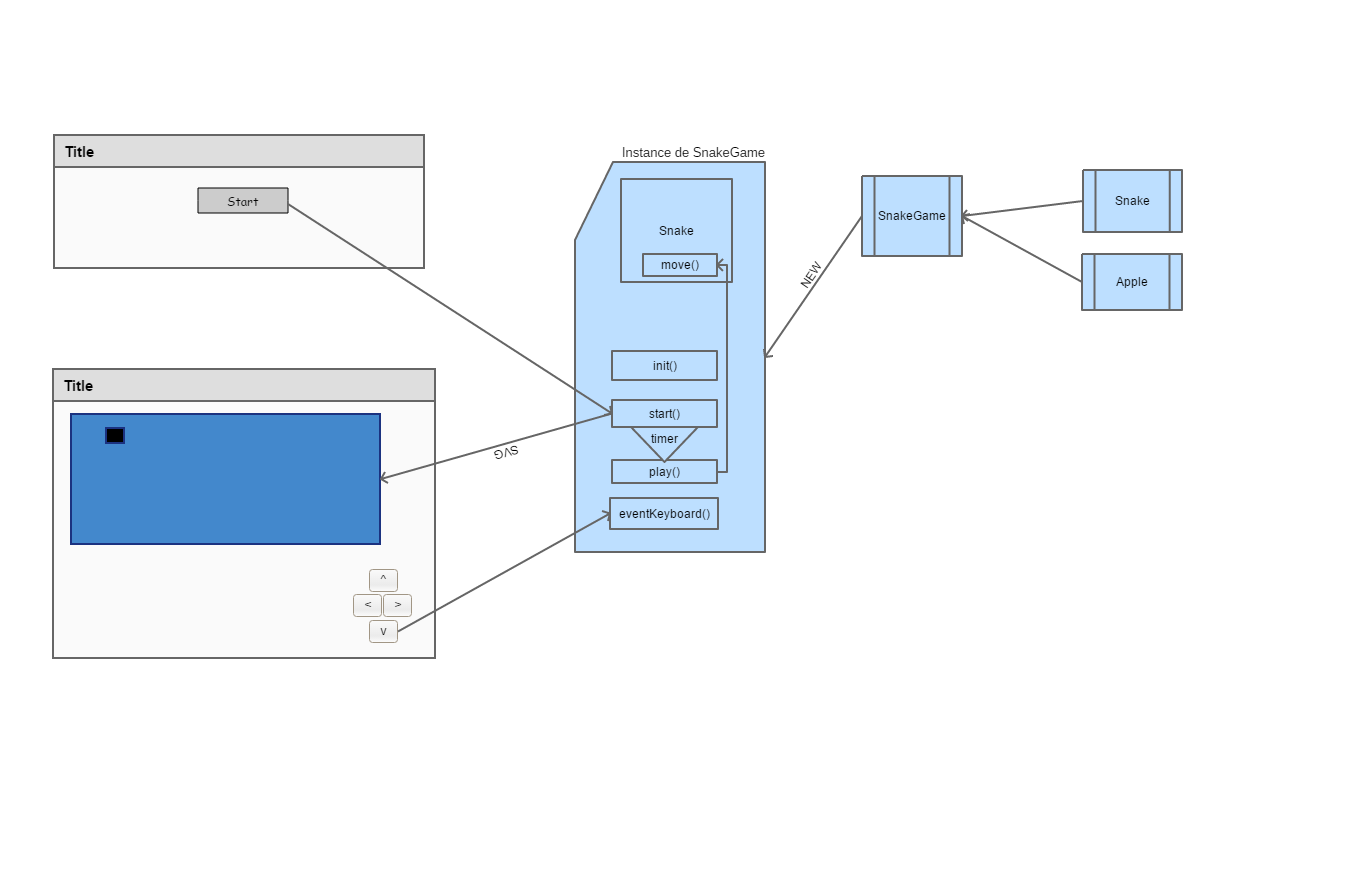 Title
Start
Title
SVG
^
<
>
v
Instance de SnakeGame
Snake
move()
init()
start()
timer
play()
eventKeyboard()
NEW
SnakeGame
Snake
Apple